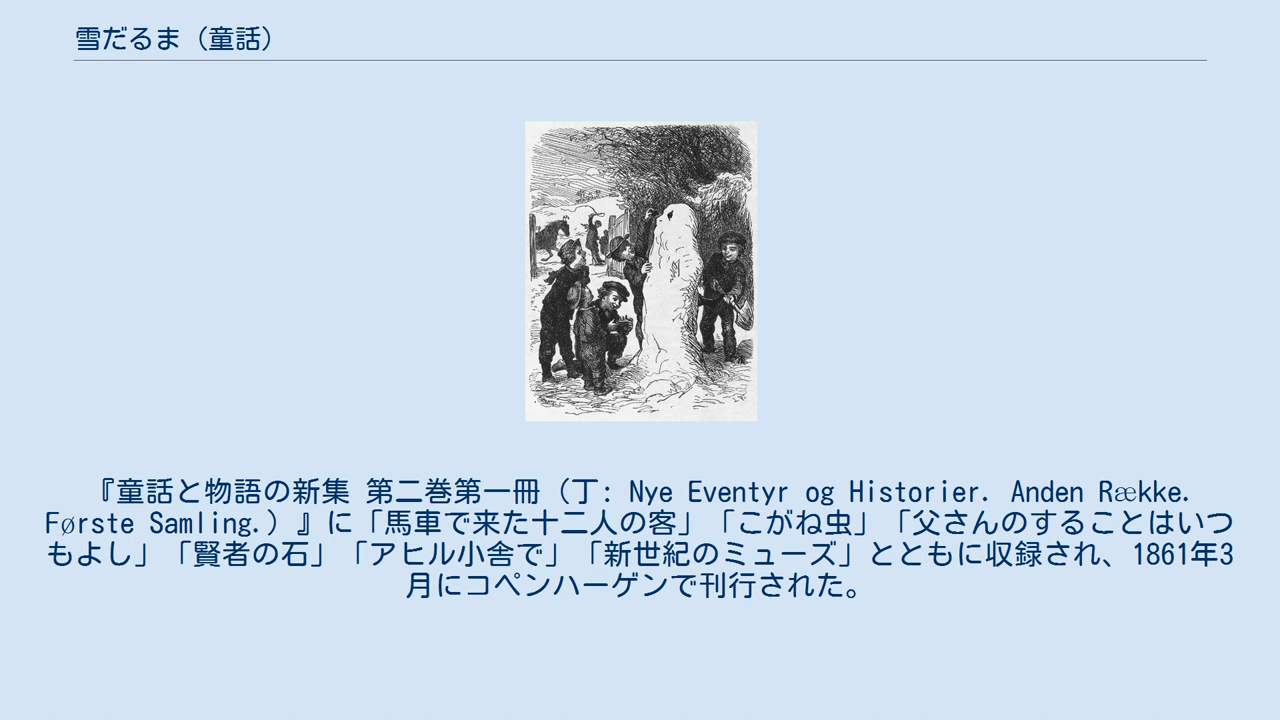 雪だるま（童話）
『童話と物語の新集 第二巻第一冊（丁: Nye Eventyr og Historier. Anden Række.
Første Samling.）』に「馬車で来た十二人の客」「こがね虫」「父さんのすることはいつ
もよし」「賢者の石」「アヒル小舎で」「新世紀のミューズ」とともに収録され、1861年3
月にコペンハーゲンで刊行された。